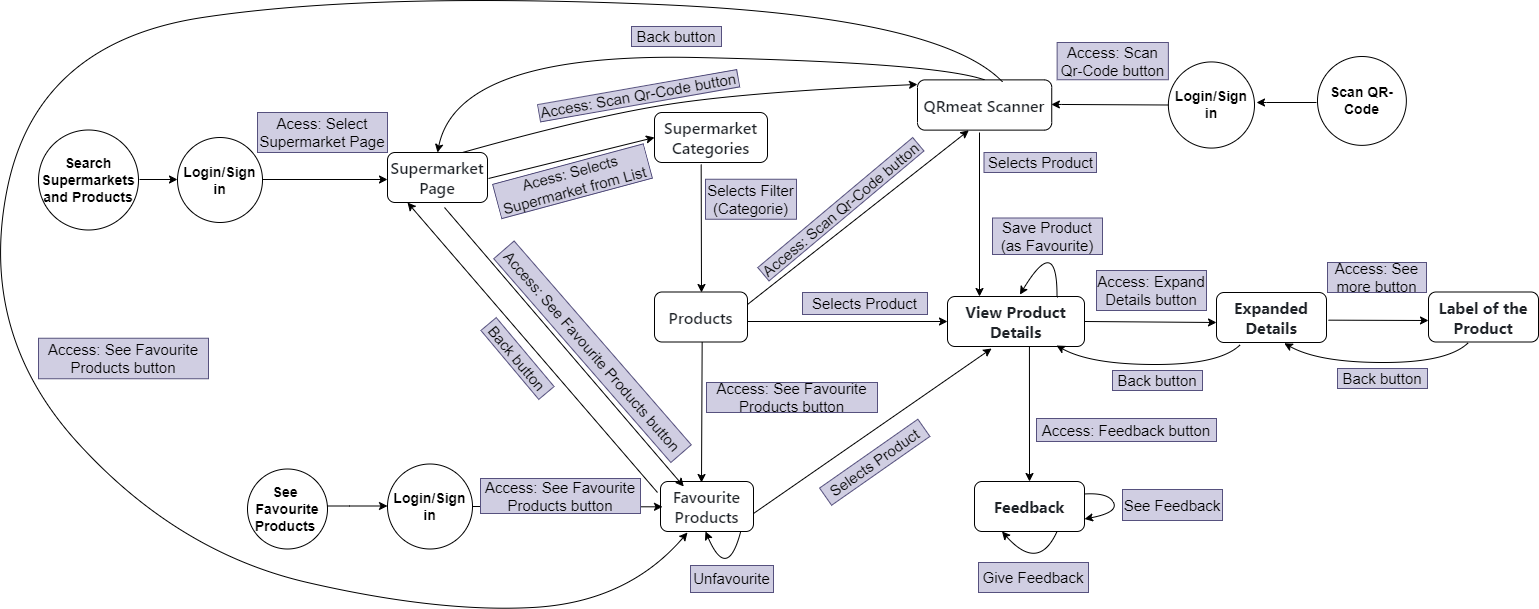 Back button
Access: Scan
Qr-Code button
Access: Scan Qr-Code button
QRmeat Scanner
Login/Sign
in
Scan QR-
Code
Acess: Select
Supermarket Page
Supermarket
Categories
Search
Supermarkets
and Products
Login/Sign
in
Supermarket
Page
Acess: Selects
Supermarket from List
Selects Product
Selects Filter
(Categorie)
Access: Scan Qr-Code button
Save Product
(as Favourite)
Access: Expand
Details button
Access: See
more button
Selects Product
Products
View Product
Details
Expanded
Details
Label of the
Product
Access: See Favourite Products button
Back button
Access: See Favourite
Products button
Back button
Back button
Access: See Favourite
Products button
Access: Feedback button
Selects Product
See
Favourite
Products
Login/Sign
in
Access: See Favourite
Products button
Favourite
Products
Feedback
See Feedback
Unfavourite
Give Feedback